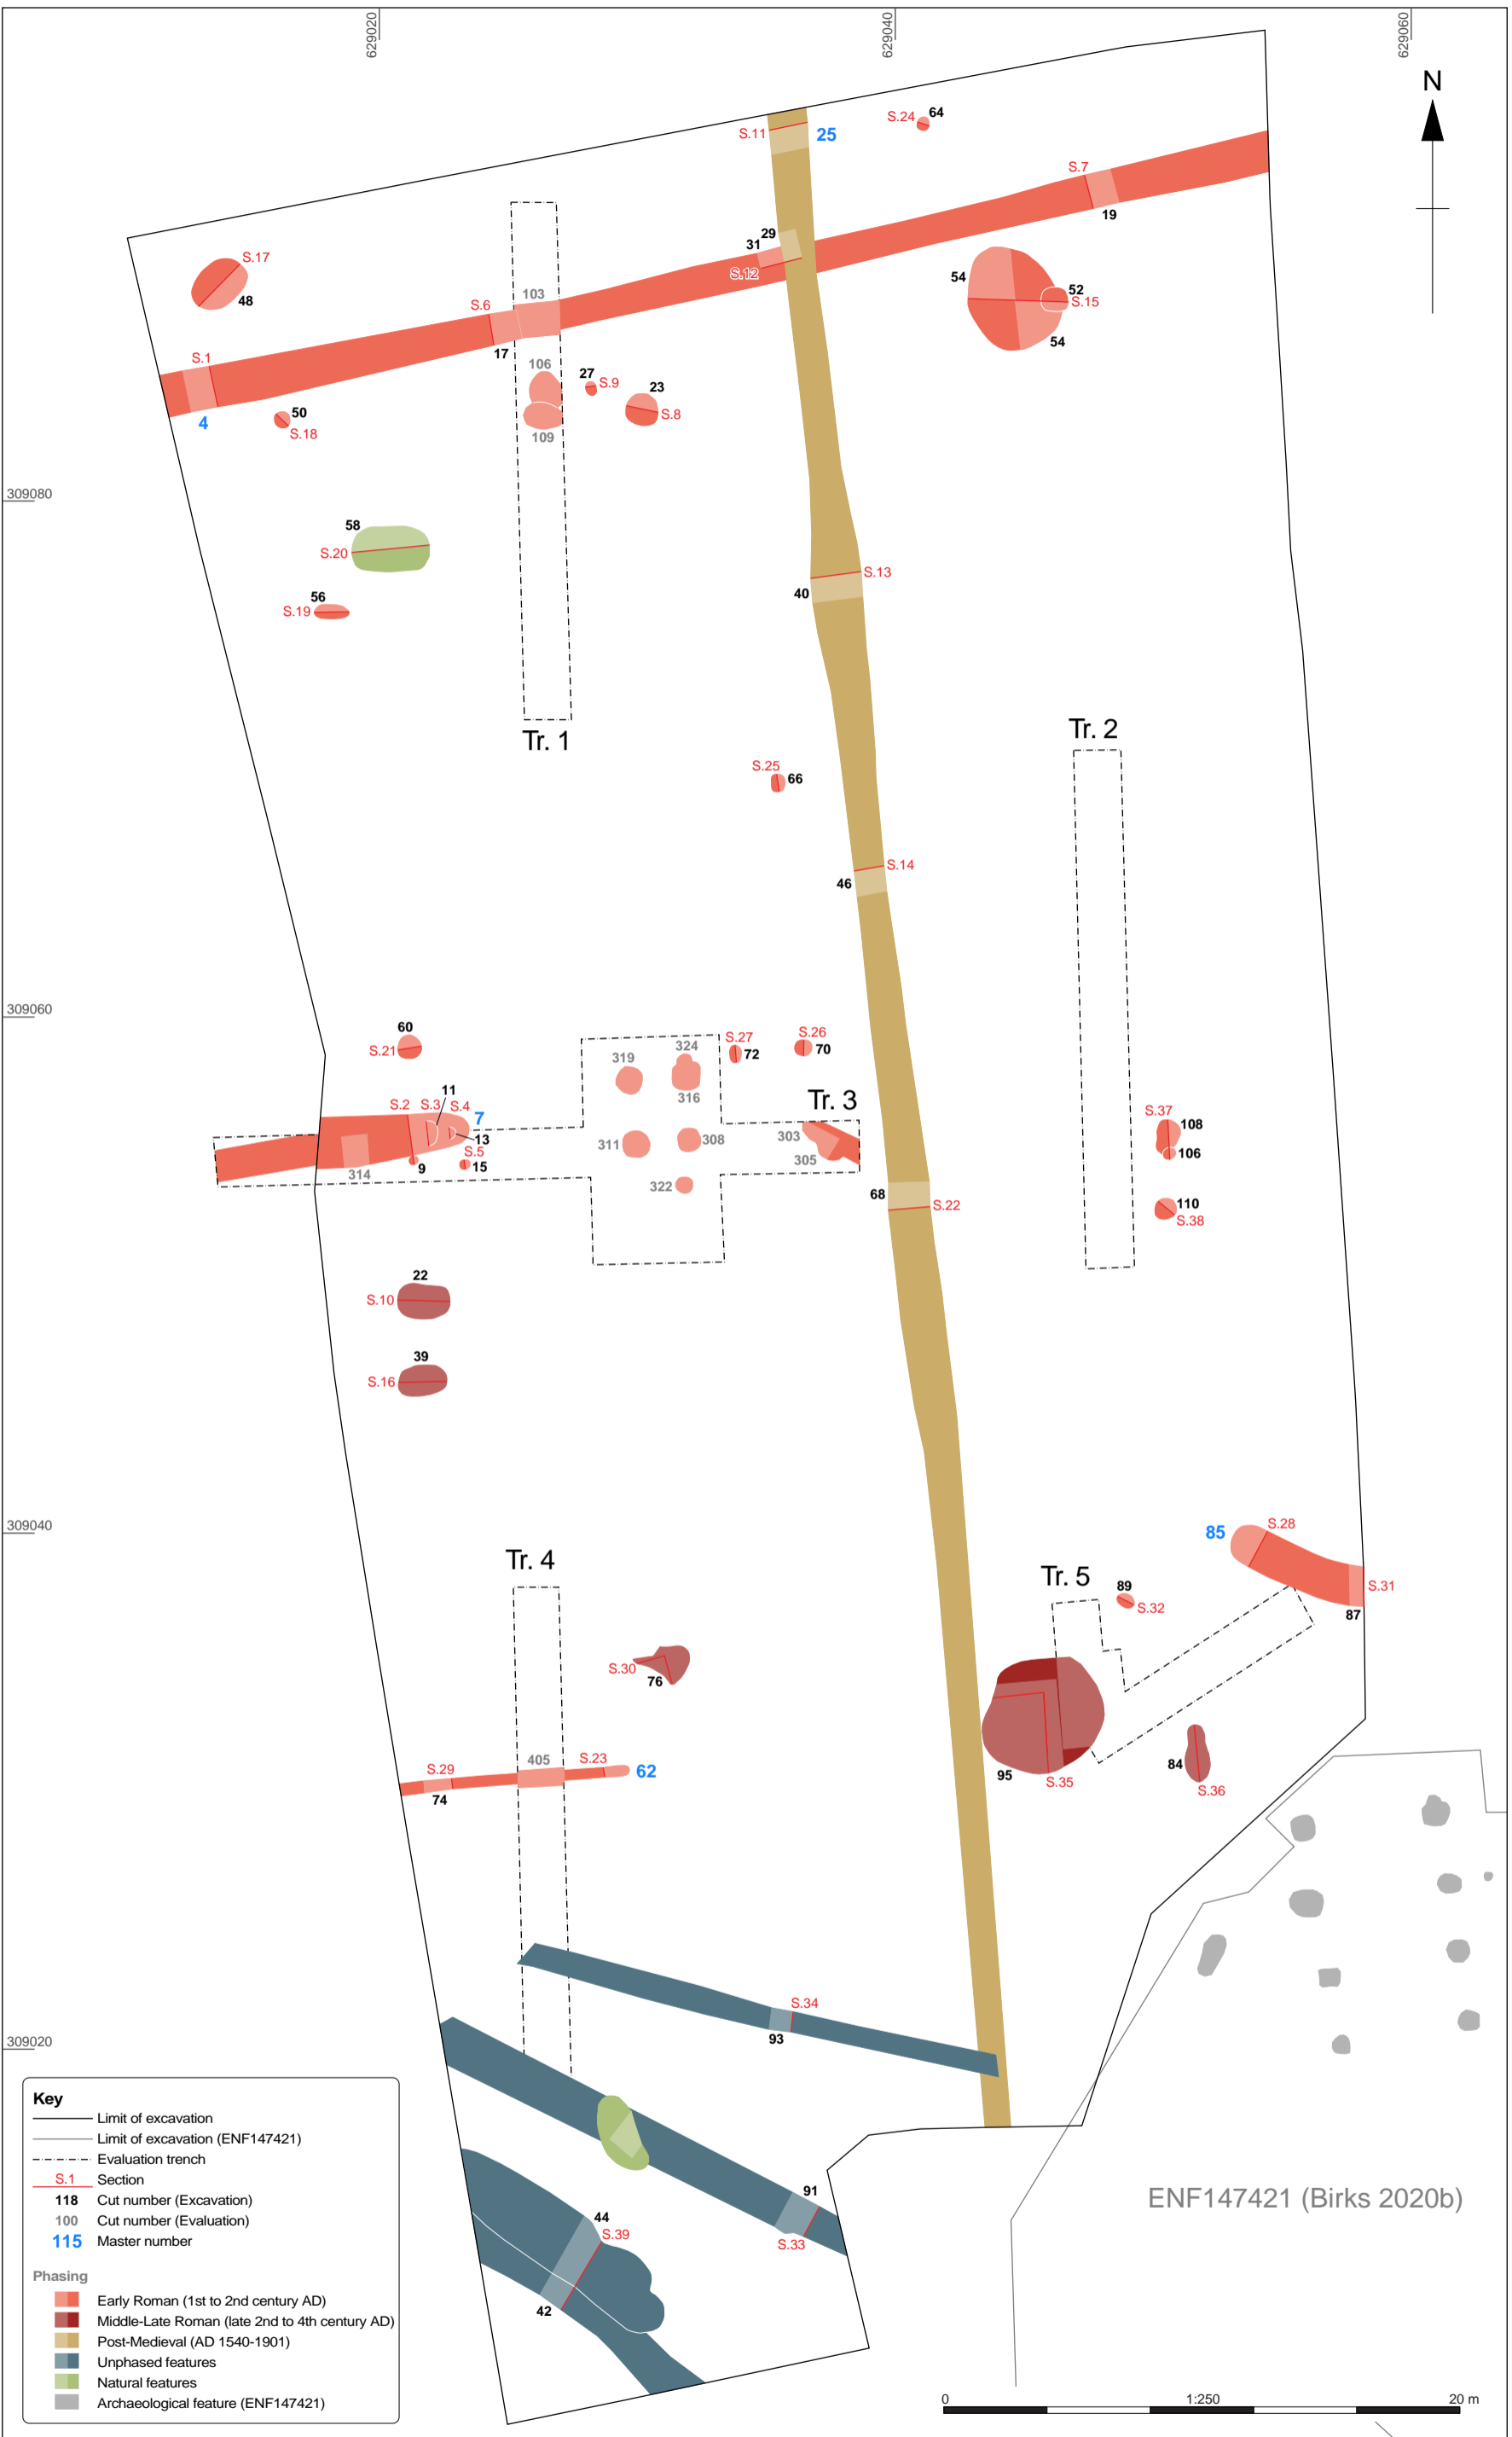 629020
629040
629060
N
S.24
64
S.11
25
S.7
19
29
31
S.12
S.17
48
54
52
S.15
54
103
S.6
17
S.1
4
106
27
S.9
23
S.8
109
50
S.18
309080
58
S.20
S.13
40
56
S.19
Tr. 1
Tr. 2
S.25
66
S.14
46
309060
60
S.21
319
324
316
S.27
72
S.26
70
11
S.2
S.3
S.4
7
13
S.5
9
15
314
311
308
322
Tr. 3
303
305
S.37
108
106
110
S.38
68
S.22
22
S.10
39
S.16
309040
85
S.28
S.31
87
Tr. 4
Tr. 5
89
S.32
S.30
76
405
S.29
S.23
62
74
95
S.35
84
S.36
S.34
93
309020
91
S.33
44
S.39
42
ENF147421 (Birks 2020b)
Key
Limit of excavation
Limit of excavation (ENF147421)
Evaluation trench
S.1 Section
118 Cut number (Excavation)
100 Cut number (Evaluation)
115 Master number
Phasing
Early Roman (1st to 2nd century AD)
Middle-Late Roman (late 2nd to 4th century AD)
Post-Medieval (AD 1540-1901)
Unphased features
Natural features
Archaeological feature (ENF147421)
0 1:250 20 m